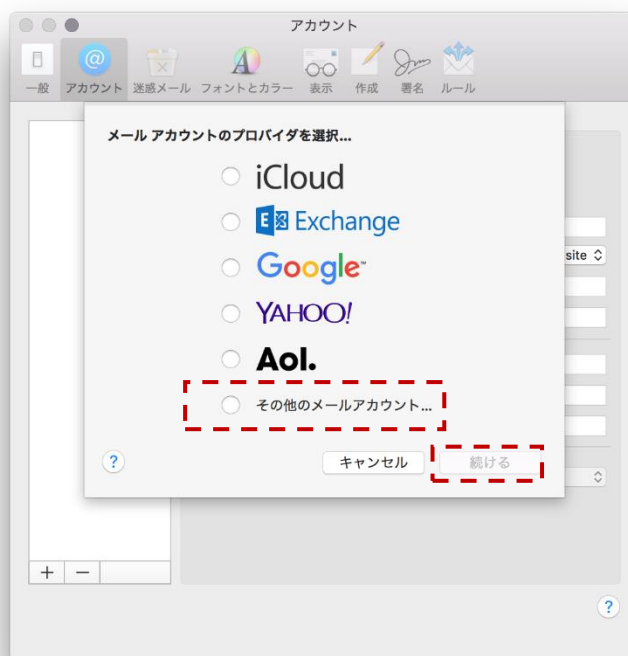 アカウント
一般 アカウント 迷惑メール フォントとカラー 表示 作成 署名 ルール
メール アカウントのプロバイダを選択...
iCloud
E Exchange
Google™
site
YAHOO!
Aol.
その他のメールアカウント...
? キャンセル 続ける
+ −
?